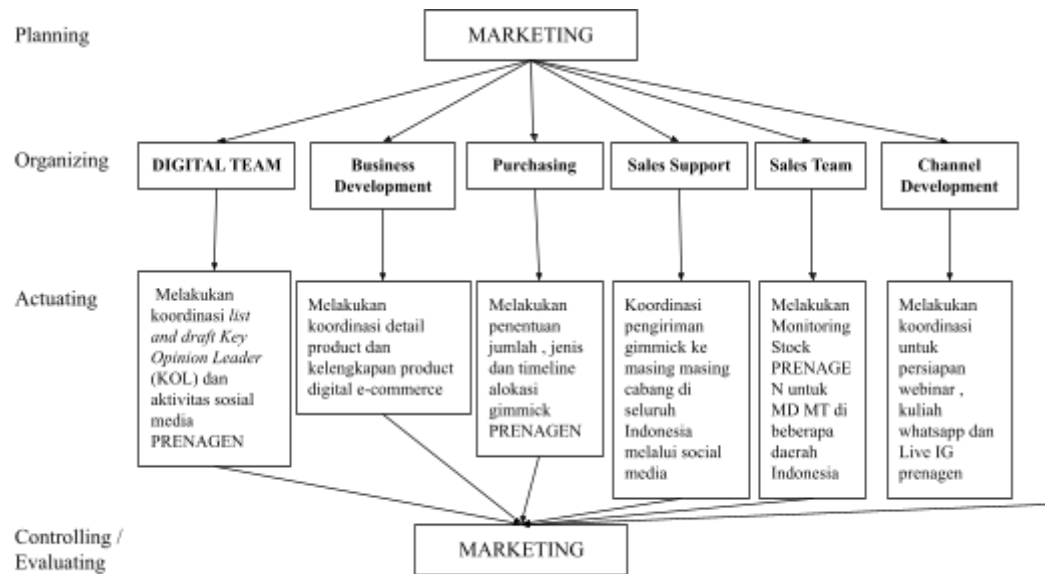 Planning
MARKETING
Organizing
DIGITAL TEAM
Business
Development
Purchasing
Sales Support
Sales Team
Channel
Development
Actuating
Melakukan
koordinasi list
and draft Key
Opinion Leader
(KOL) dan
aktivitas sosial
media
PRENAGEN
Melakukan
koordinasi detail
product dan
kelengkapan product
digital e-commerce
Melakukan
penentuan
jumlah , jenis
dan timeline
alokasi
gimmick
PRENAGEN
Koordinasi
pengiriman
gimmick ke
masing masing
cabang di
seluruh
Indonesia
melalui social
media
Melakukan
Monitoring
Stock
PRENAGE
N untuk
MD MT di
beberapa
daerah
Indonesia
Melakukan
koordinasi
untuk
persiapan
webinar ,
kuliah
whatsapp dan
Live IG
prenagen
Controlling /
Evaluating
MARKETING